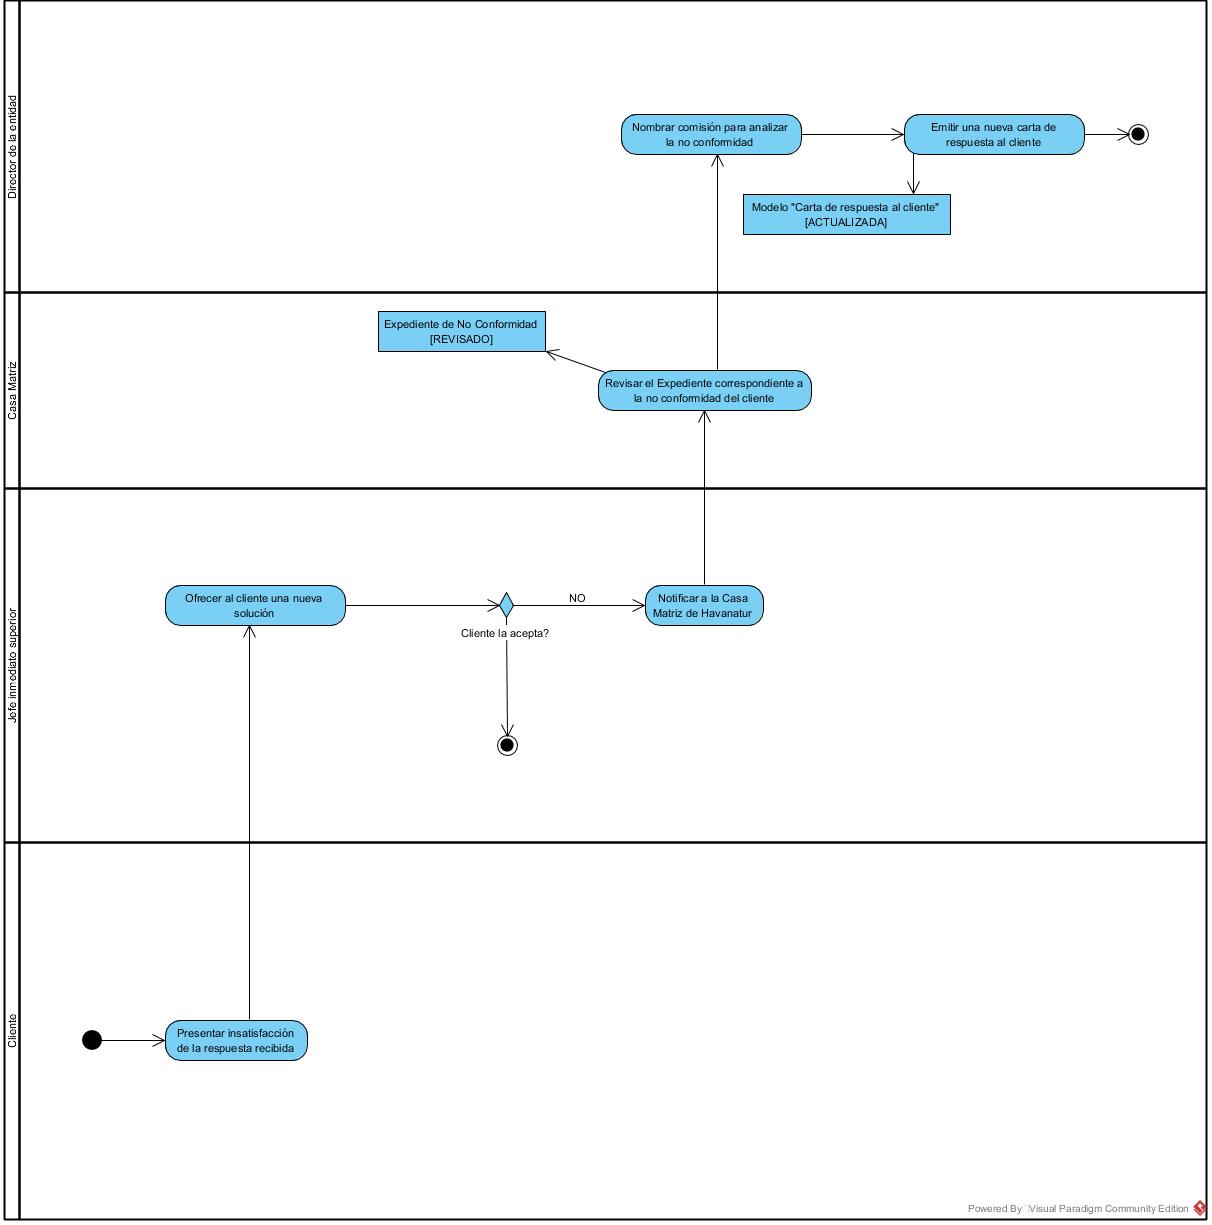 Director de la entidad
Nombrar comisión para analizar
la no conformidad
Emitir una nueva carta de
respuesta al cliente
Modelo "Carta de respuesta al cliente"
[ACTUALIZADA]
Casa Matriz
Expediente de No Conformidad
[REVISADO]
Revisar el Expediente correspondiente a
la no conformidad del cliente
Jefe inmediato superior
Ofrecer al cliente una nueva
solución
NO
Cliente la acepta?
Notificar a la Casa
Matriz de Havanatur
Cliente
Presentar insatisfacción
de la respuesta recibida
Powered By Visual Paradigm Community Edition